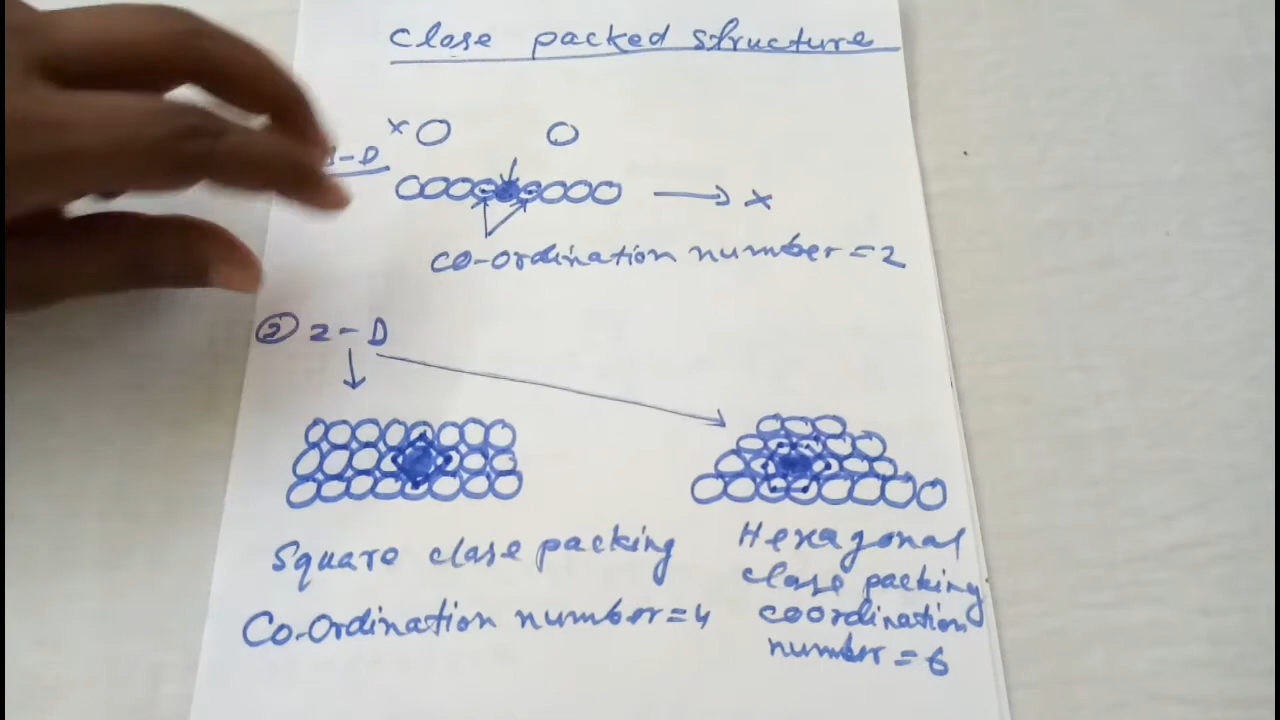 close packed structure
x
1-D
x
co-ordination number = 2
② 2-D
Square close packing
Co-Ordination number = 4
Hexagonal
close packing
coordination
number = 6